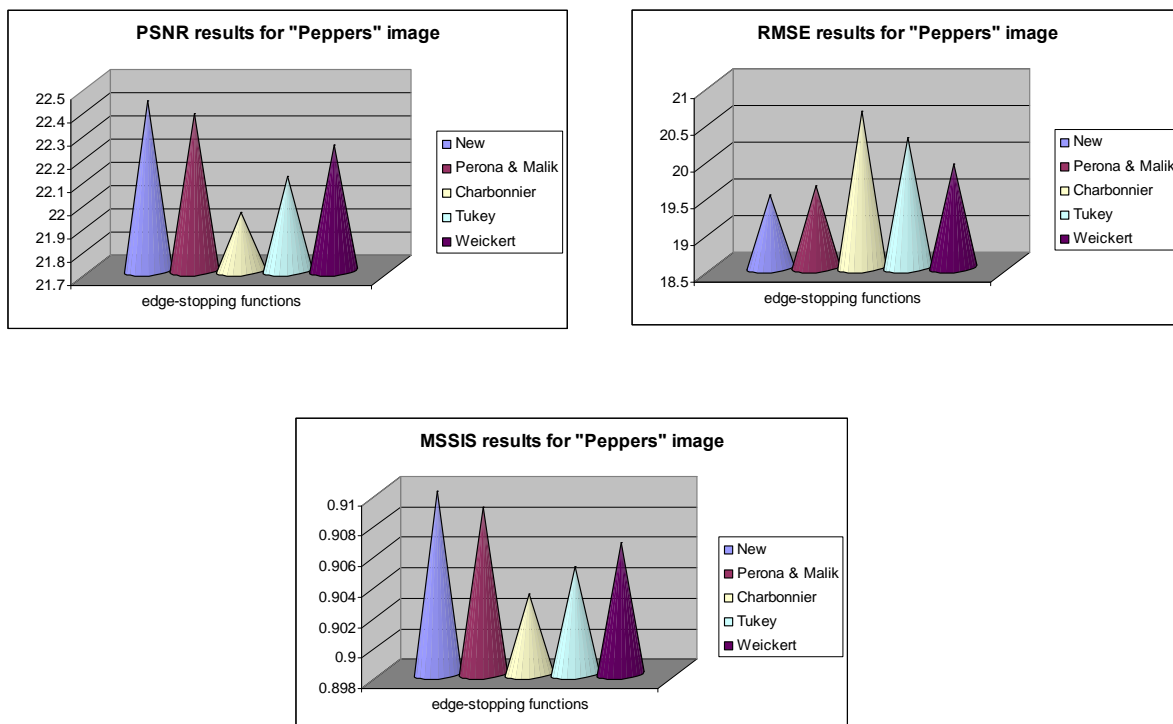 PSNR results for "Peppers" image
22.5
22.4
22.3
22.2
22.1
22
21.9
21.8
21.7
edge-stopping functions
New
Perona & Malik
Charbonnier
Tukey
Weickert
RMSE results for "Peppers" image
21
20.5
20
19.5
19
18.5
edge-stopping functions
New
Perona & Malik
Charbonnier
Tukey
Weickert
MSSIS results for "Peppers" image
0.91
0.908
0.906
0.904
0.902
0.9
0.898
edge-stopping functions
New
Perona & Malik
Charbonnier
Tukey
Weickert